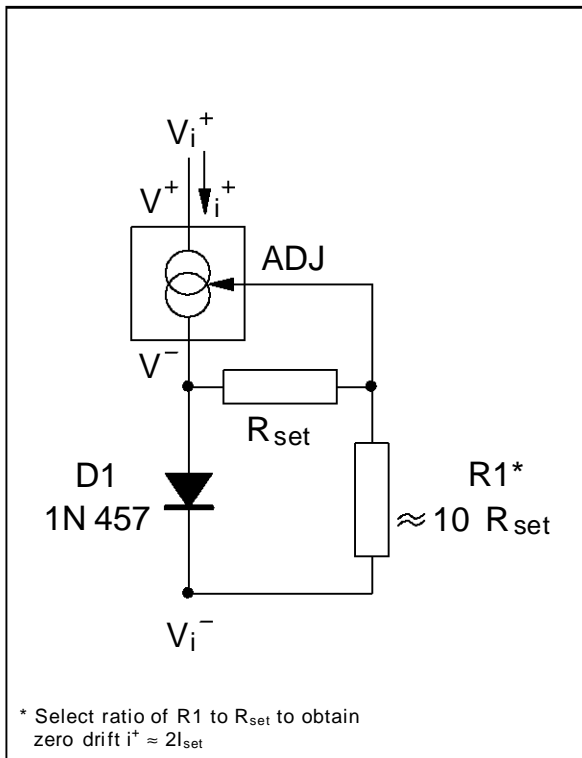 Vi⁺
V⁺
i⁺
ADJ
V⁻
Rset
D1
1N 457
R1*
≈10 Rset
Vi⁻
* Select ratio of R1 to Rset to obtain
zero drift i⁺ ≈ 2Iset